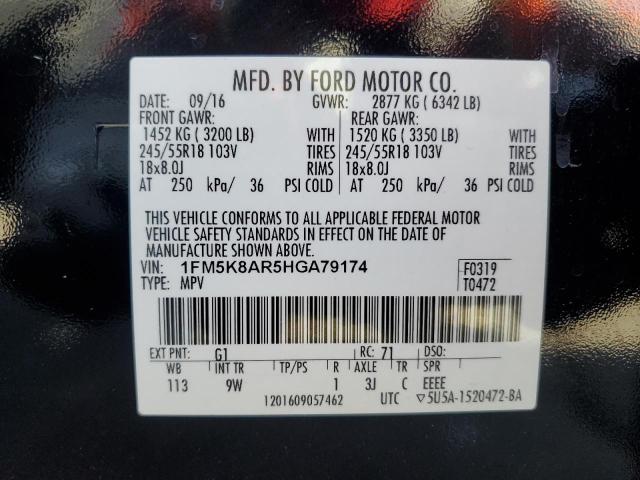 MFD. BY FORD MOTOR CO.
DATE: 09/16 GVWR: 2877 KG ( 6342 LB)
FRONT GAWR: REAR GAWR:
1452 KG ( 3200 LB) WITH 1520 KG ( 3350 LB) WITH
245/55R18 103V TIRES 245/55R18 103V TIRES
18x8.0J RIMS 18x8.0J RIMS
AT 250 kPa/ 36 PSI COLD AT 250 kPa/ 36 PSI COLD
THIS VEHICLE CONFORMS TO ALL APPLICABLE FEDERAL MOTOR
VEHICLE SAFETY STANDARDS IN EFFECT ON THE DATE OF
MANUFACTURE SHOWN ABOVE.
VIN: 1FM5K8AR5HGA79174 F0319
TYPE: MPV T0472
EXT PNT: G1 RC: 71 DSO:
WB INT TR TP/PS R AXLE TR SPR
113 9W 1 3J C EEEE
1201609057462 UTC ▽5U5A-1520472-BA